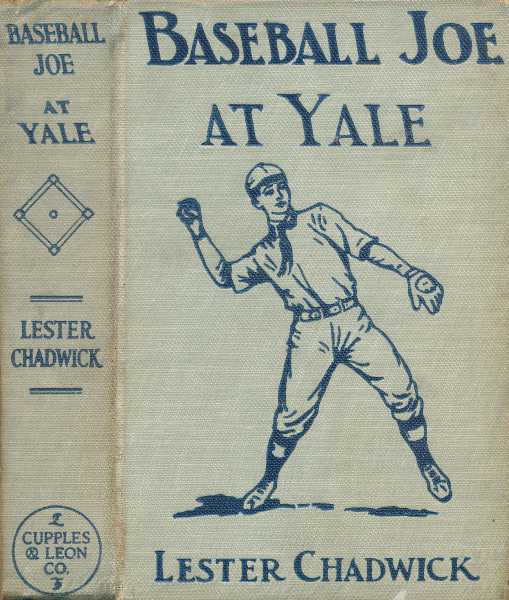 BASEBALL
JOE
AT
YALE
LESTER
CHADWICK
CUPPLES
& LEON
CO.
BASEBALL JOE
AT YALE
LESTER CHADWICK